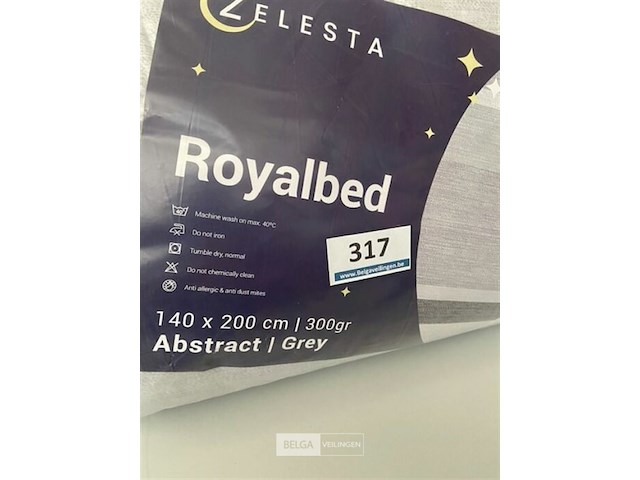 ZELESTA
Royalbed
40°
Machine wash on max. 40°C
Do not iron
Tumble dry, normal
Do not chemically clean
Anti allergic & anti dust mites
317
www.Belgaveilingen.be
140 x 200 cm | 300gr
Abstract | Grey
BELGA VEILINGEN